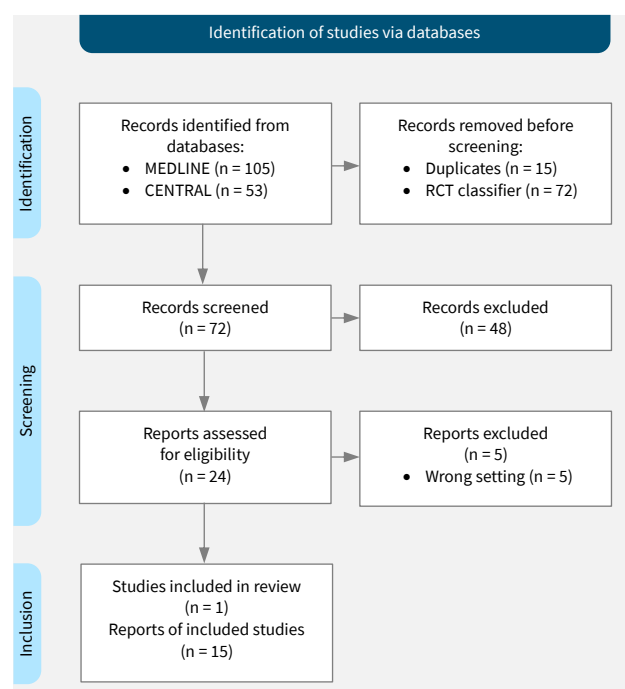 Identification of studies via databases
Identification
Records identified from
databases:
• MEDLINE (n = 105)
• CENTRAL (n = 53)
Records removed before
screening:
• Duplicates (n = 15)
• RCT classifier (n = 72)
Screening
Records screened
(n = 72)
Records excluded
(n = 48)
Reports assessed
for eligibility
(n = 24)
Reports excluded
(n = 5)
• Wrong setting (n = 5)
Inclusion
Studies included in review
(n = 1)
Reports of included studies
(n = 15)